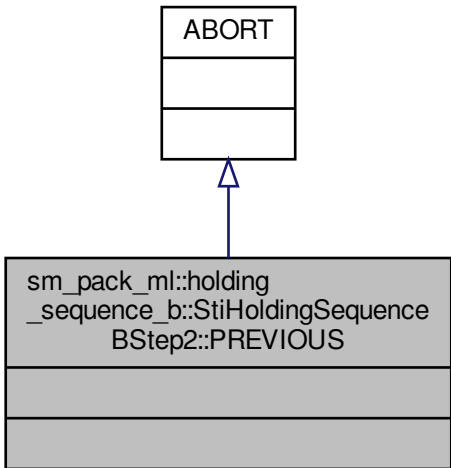 ABORT
sm_pack_ml::holding
_sequence_b::StiHoldingSequence
BStep2::PREVIOUS